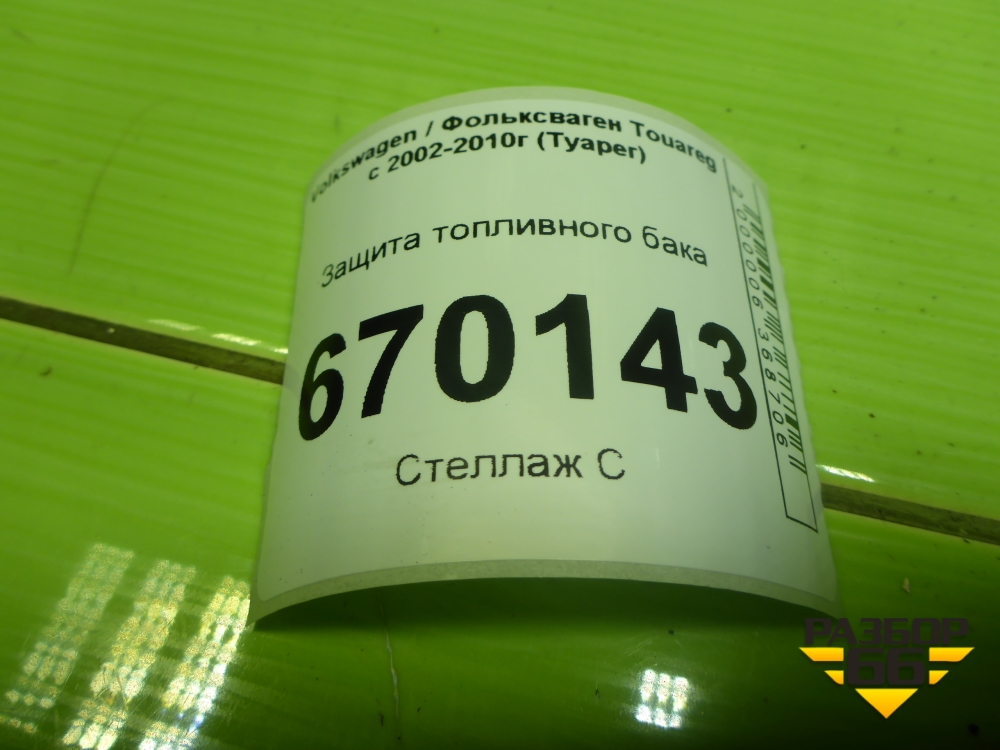 Volkswagen / Фольксваген Touareg
с 2002-2010г (Туарег)
Защита топливного бака
670143
Стеллаж С
2000006368706
РАЗБОР
66